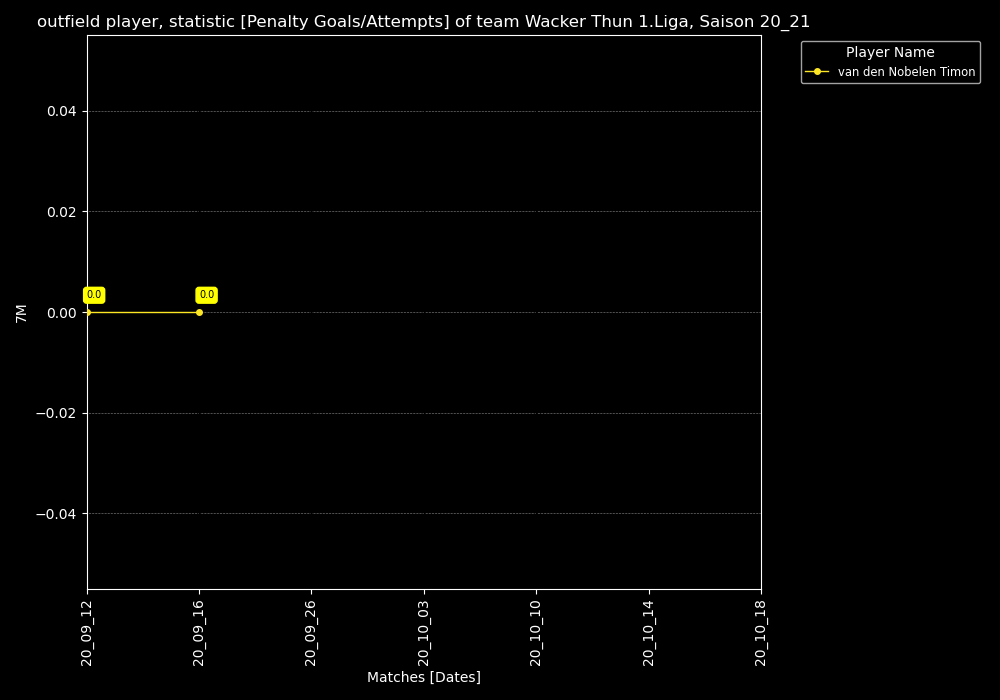 outfield player, statistic [Penalty Goals/Attempts] of team Wacker Thun 1.Liga, Saison 20_21
Player Name
van den Nobelen Timon
7M
0.04
0.02
0.00
−0.02
−0.04
0.0
0.0
20_09_12
20_09_16
20_09_26
20_10_03
20_10_10
20_10_14
20_10_18
Matches [Dates]